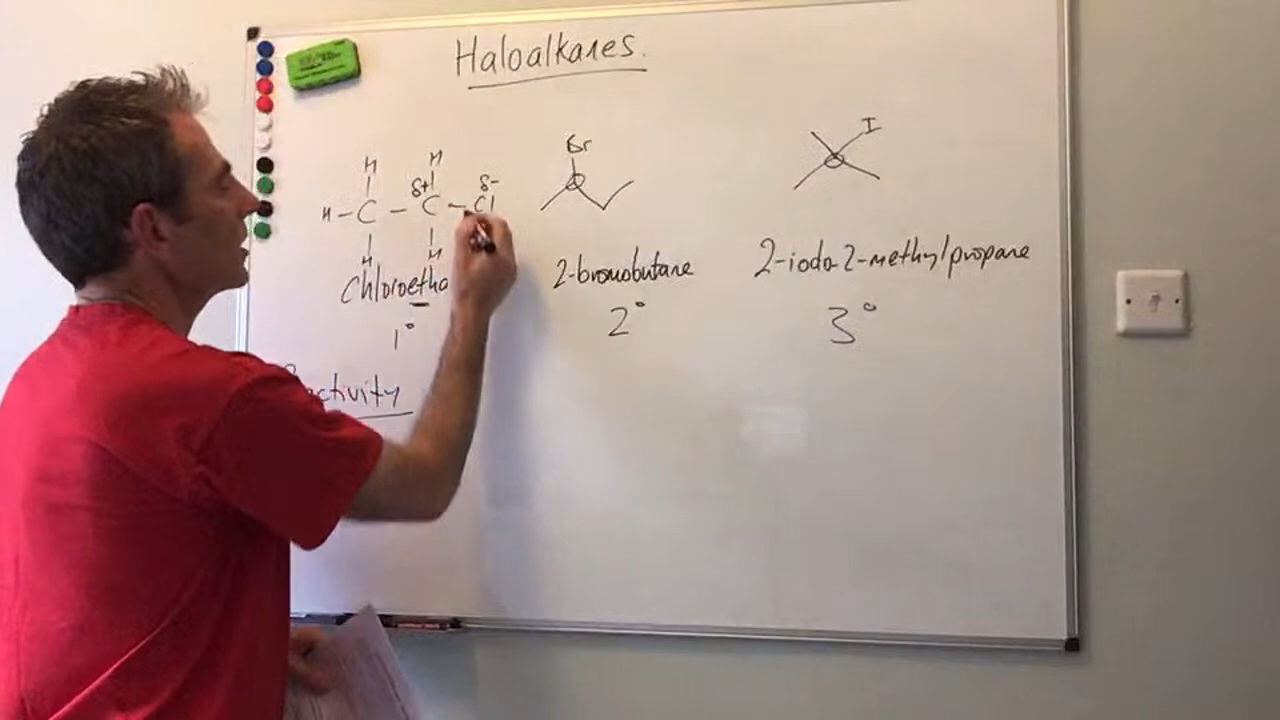 Haloalkanes.
H H
δ+ δ-
H - C - C - Cl
H H
Br
I
Chloroetha
2-bromobutane
2-iodo-2-methylpropane
1°
2°
3°
activity